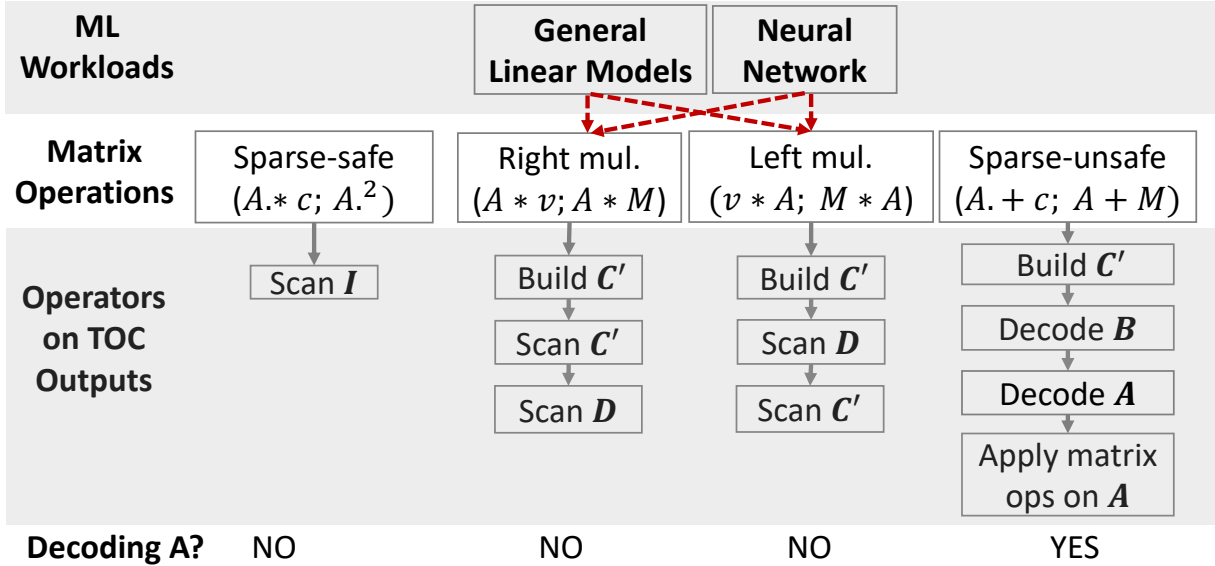 ML
Workloads
General
Linear Models
Neural
Network
Matrix
Operations
Sparse-safe
(A.* c; A.²)
Right mul.
(A * v; A * M)
Left mul.
(v * A; M * A)
Sparse-unsafe
(A. + c; A + M)
Operators
on TOC
Outputs
Scan I
Build C′
Scan C′
Scan D
Build C′
Scan D
Scan C′
Build C′
Decode B
Decode A
Apply matrix
ops on A
Decoding A? NO NO NO YES